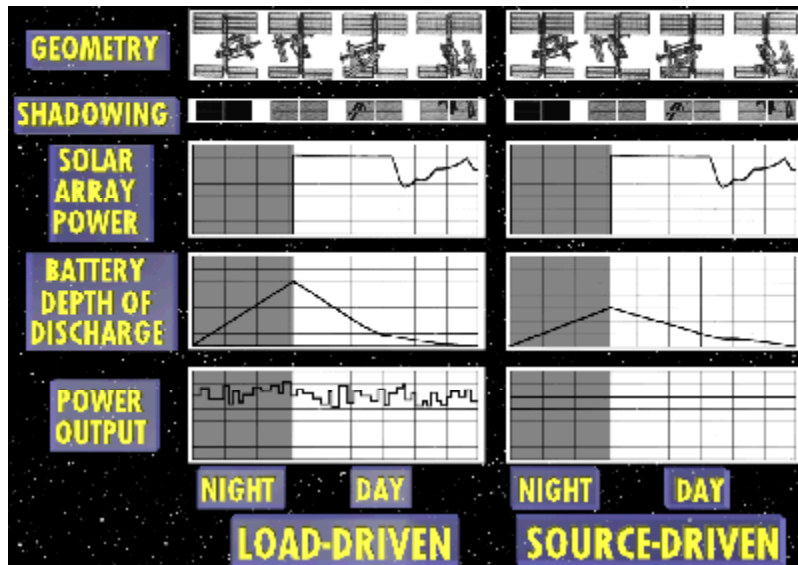 GEOMETRY
SHADOWING
SOLAR
ARRAY
POWER
BATTERY
DEPTH OF
DISCHARGE
POWER
OUTPUT
NIGHT DAY NIGHT DAY
LOAD-DRIVEN SOURCE-DRIVEN